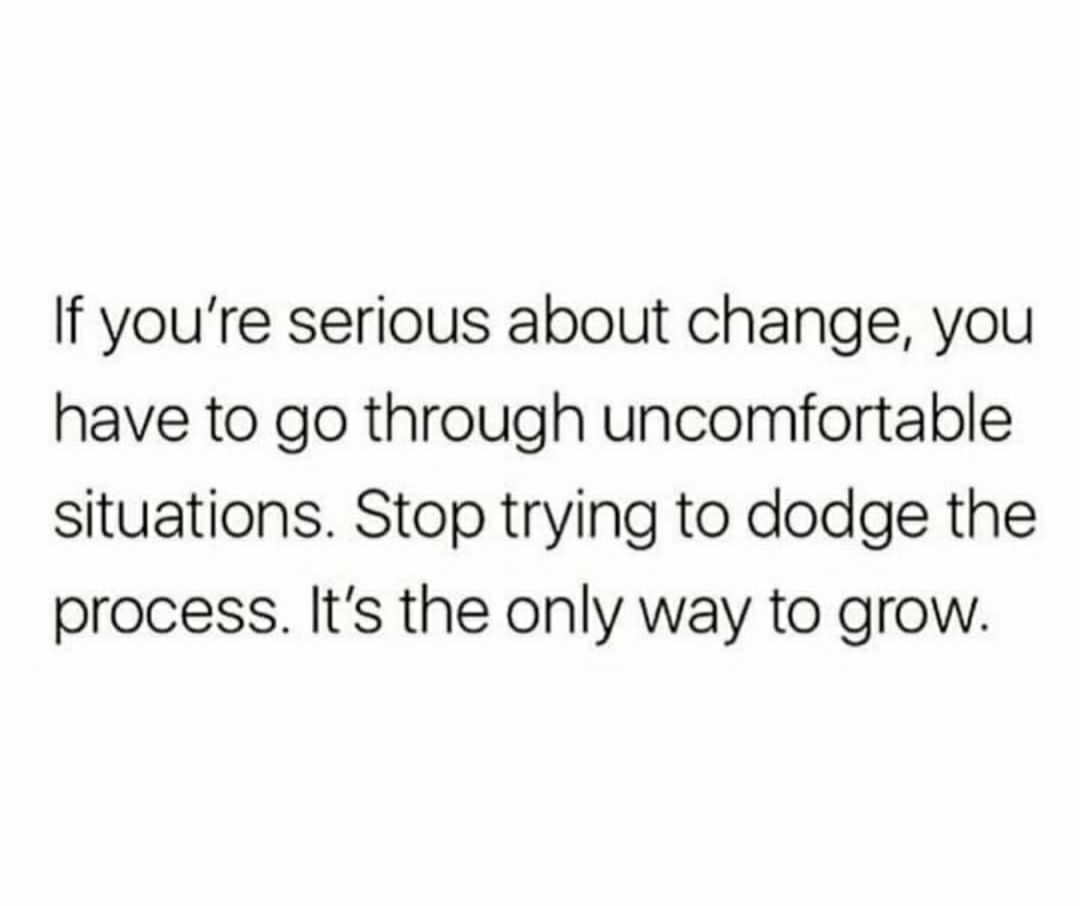 If you're serious about change, you
have to go through uncomfortable
situations. Stop trying to dodge the
process. It's the only way to grow.